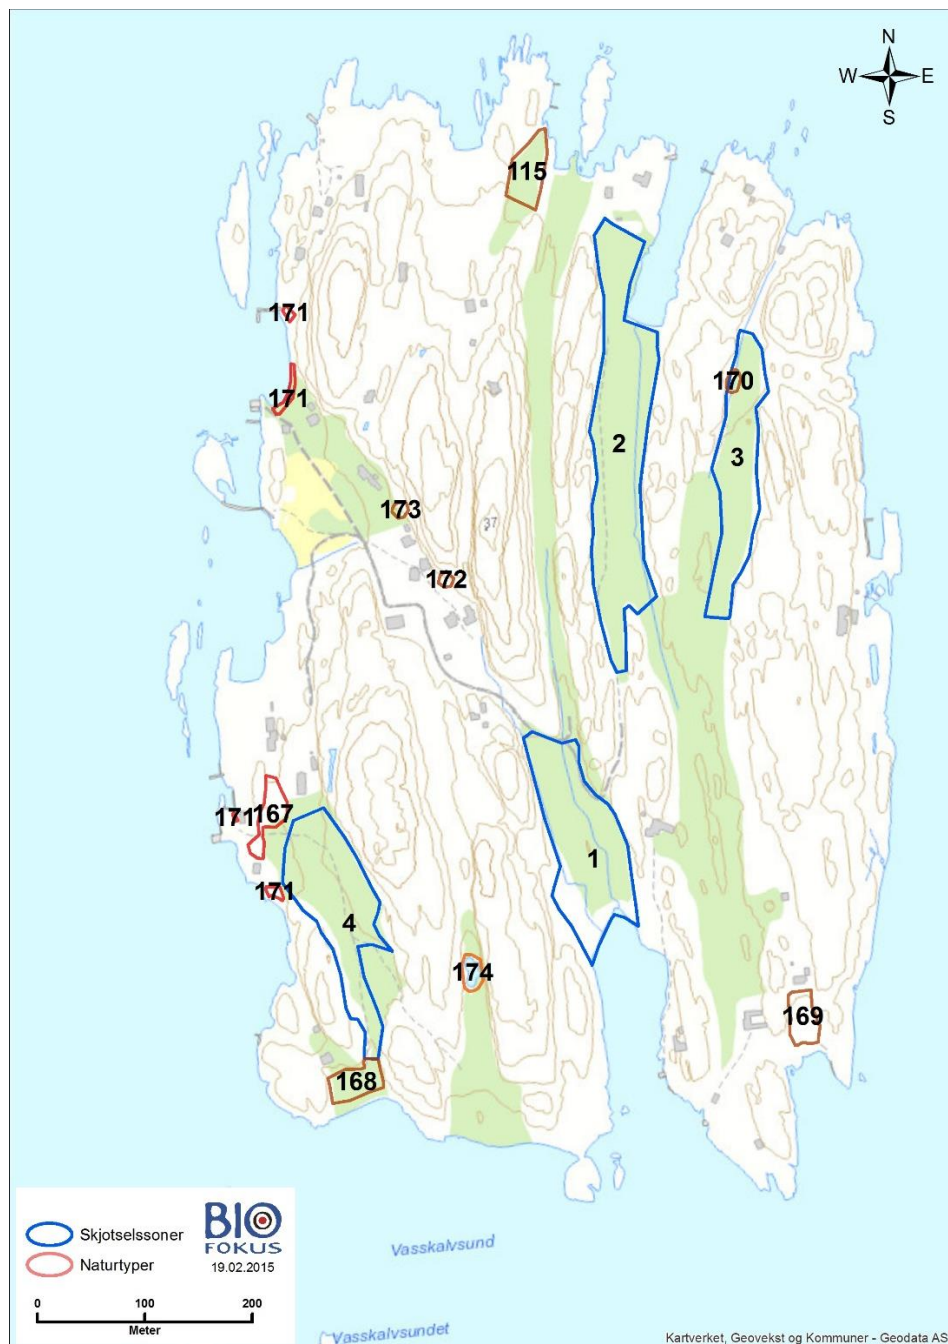 N
W E
S
115
171
171
170
2
3
173
37
172
171
167
1
171
4
174
169
168
Skjotselssoner
Naturtyper
BIO
FOKUS
19.02.2015
0 100 200
Meter
Vasskalvsund
Vasskalvsundet
Kartverket, Geovekst og Kommuner - Geodata AS